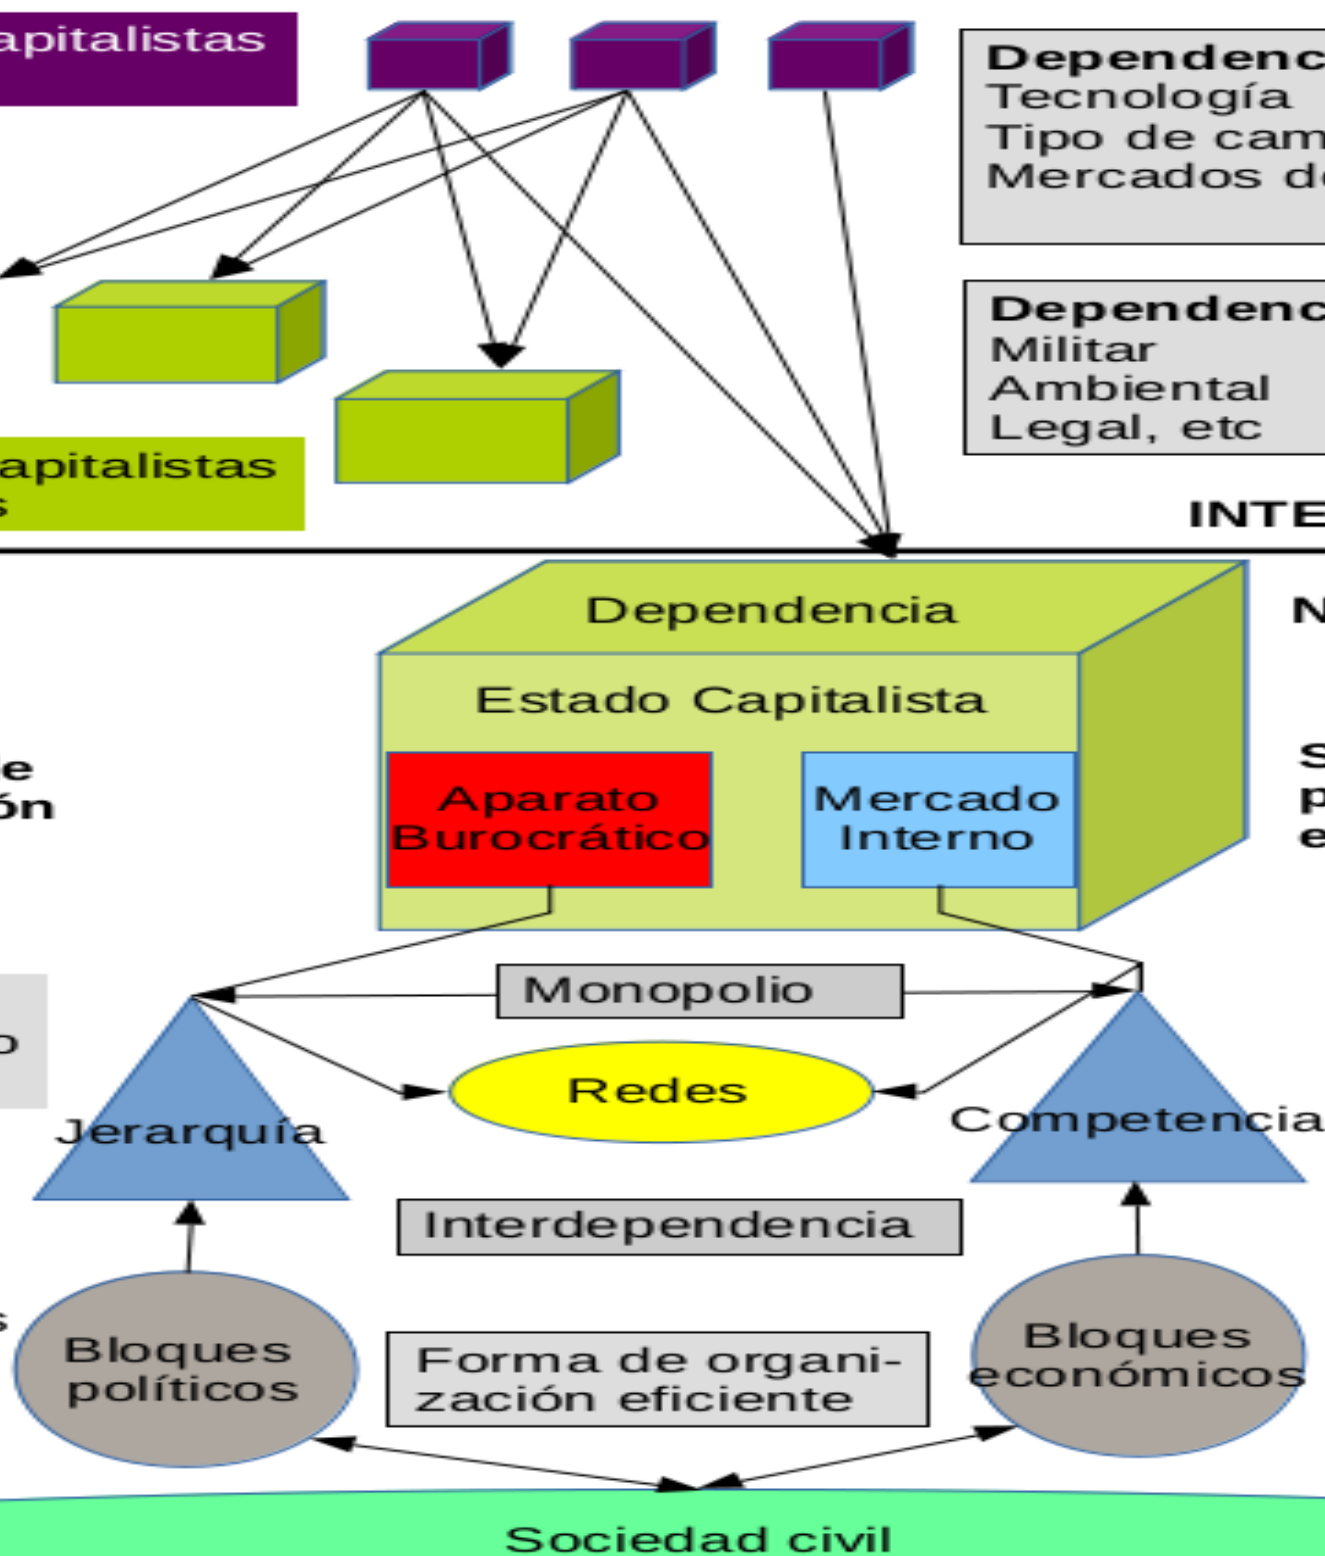 apitalistas
Dependenc
Tecnología
Tipo de cam
Mercados de
Dependenc
Militar
Ambiental
Legal, etc
apitalistas
s
INTE
Dependencia
N
Estado Capitalista
e
ón
Aparato
Burocrático
Mercado
Interno
S
p
e
Monopolio
o
Redes
Jerarquía
Competencia
Interdependencia
s
Bloques
políticos
Forma de organi-
zación eficiente
Bloques
económicos
Sociedad civil